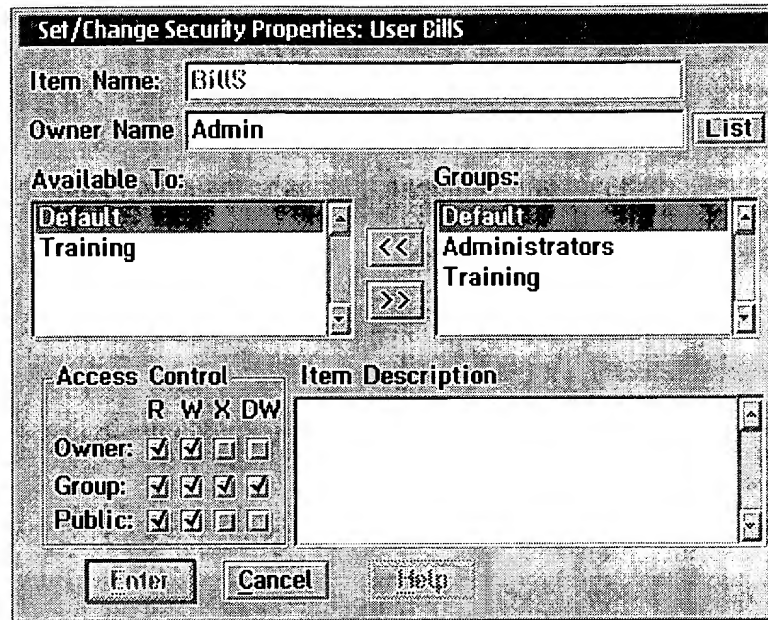 Set/Change Security Properties: User BillS
Item Name: BillS
Owner Name Admin List
Available To: Groups:
Default Default
Training << Administrators
>> Training
Access Control Item Description
R W X DW
Owner:
Group:
Public:
Enter Cancel Help